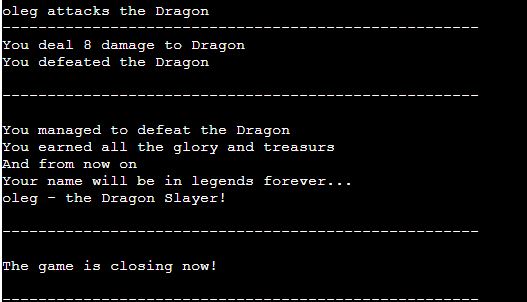 oleg attacks the Dragon
-----------------------------------------------------
You deal 8 damage to Dragon
You defeated the Dragon
-----------------------------------------------------
You managed to defeat the Dragon
You earned all the glory and treasurs
And from now on
Your name will be in legends forever...
oleg - the Dragon Slayer!
-----------------------------------------------------
The game is closing now!
-----------------------------------------------------